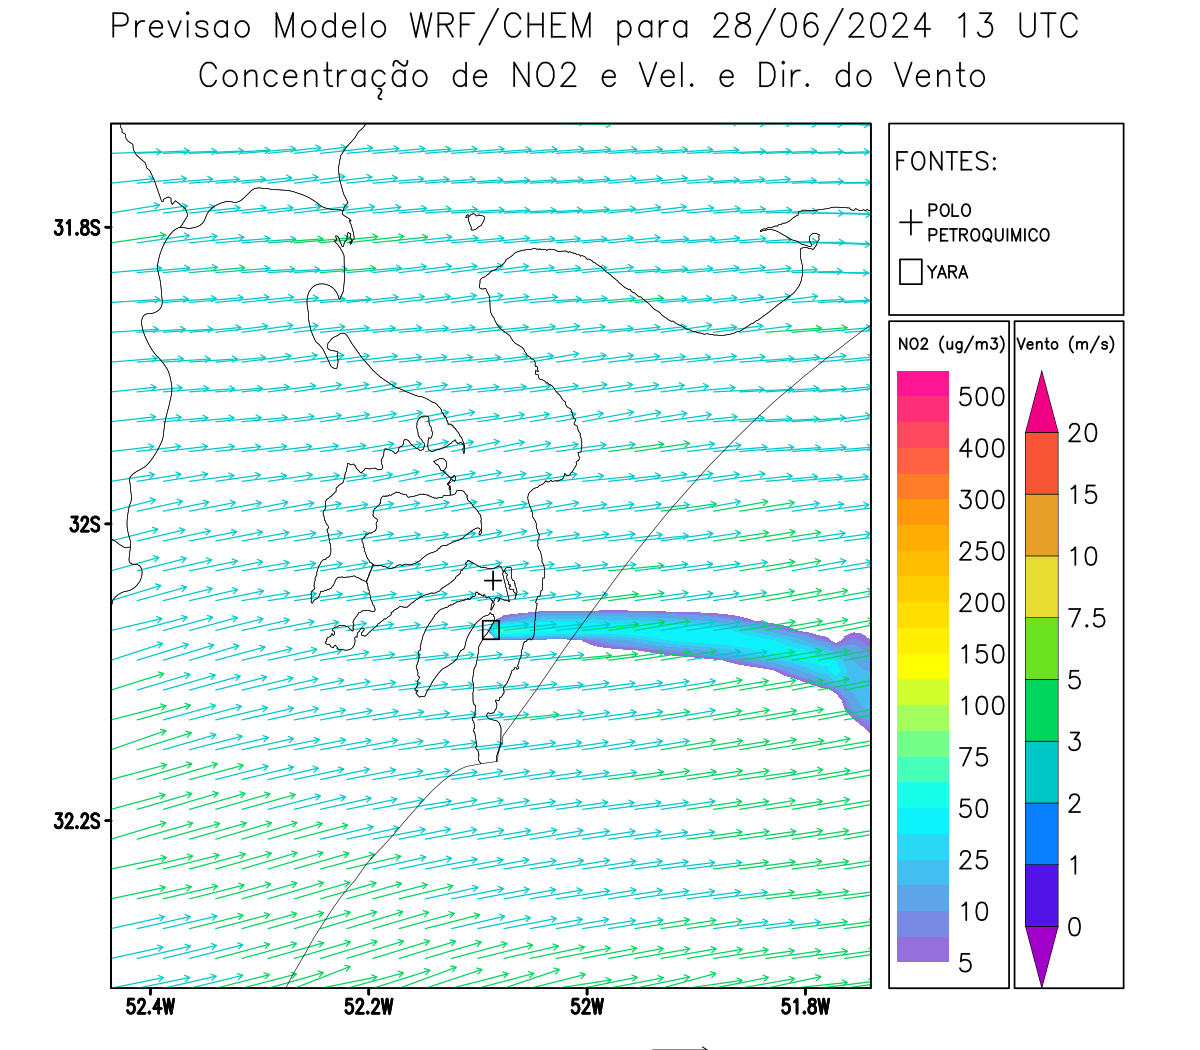 Previsao Modelo WRF/CHEM para 28/06/2024 13 UTC
Concentração de NO2 e Vel. e Dir. do Vento
FONTES:
POLO
PETROQUIMICO
YARA
31.8S
32S
32.2S
52.4W
52.2W
52W
51.8W
NO2 (ug/m3)
500
400
300
250
200
150
100
75
50
25
10
5
Vento (m/s)
20
15
10
7.5
5
3
2
1
0